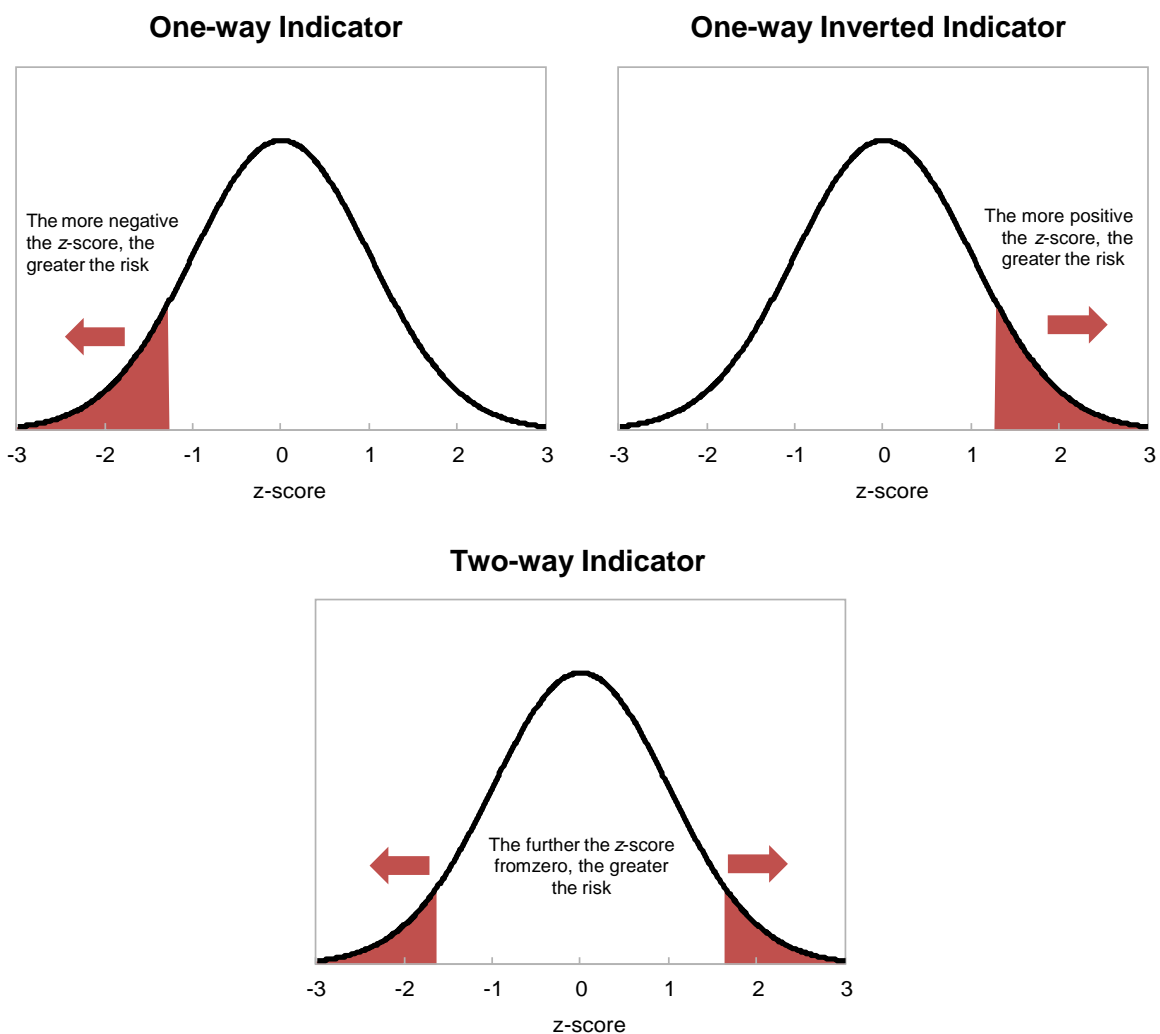 One-way Indicator
The more negative
the z-score, the
greater the risk
-3 -2 -1 0 1 2 3
z-score
One-way Inverted Indicator
The more positive
the z-score, the
greater the risk
-3 -2 -1 0 1 2 3
z-score
Two-way Indicator
The further the z-score
fromzero, the greater
the risk
-3 -2 -1 0 1 2 3
z-score